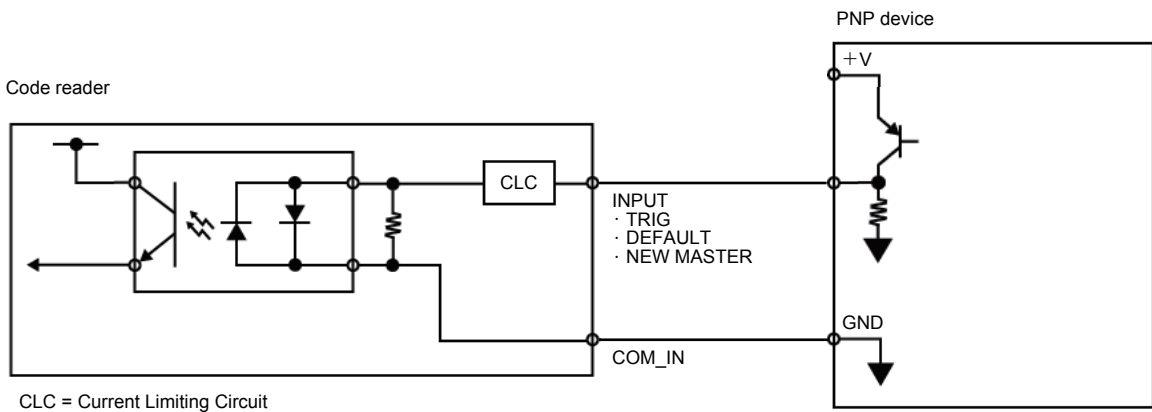 PNP device
+V
Code reader
CLC
INPUT
· TRIG
· DEFAULT
· NEW MASTER
GND
COM_IN
CLC = Current Limiting Circuit